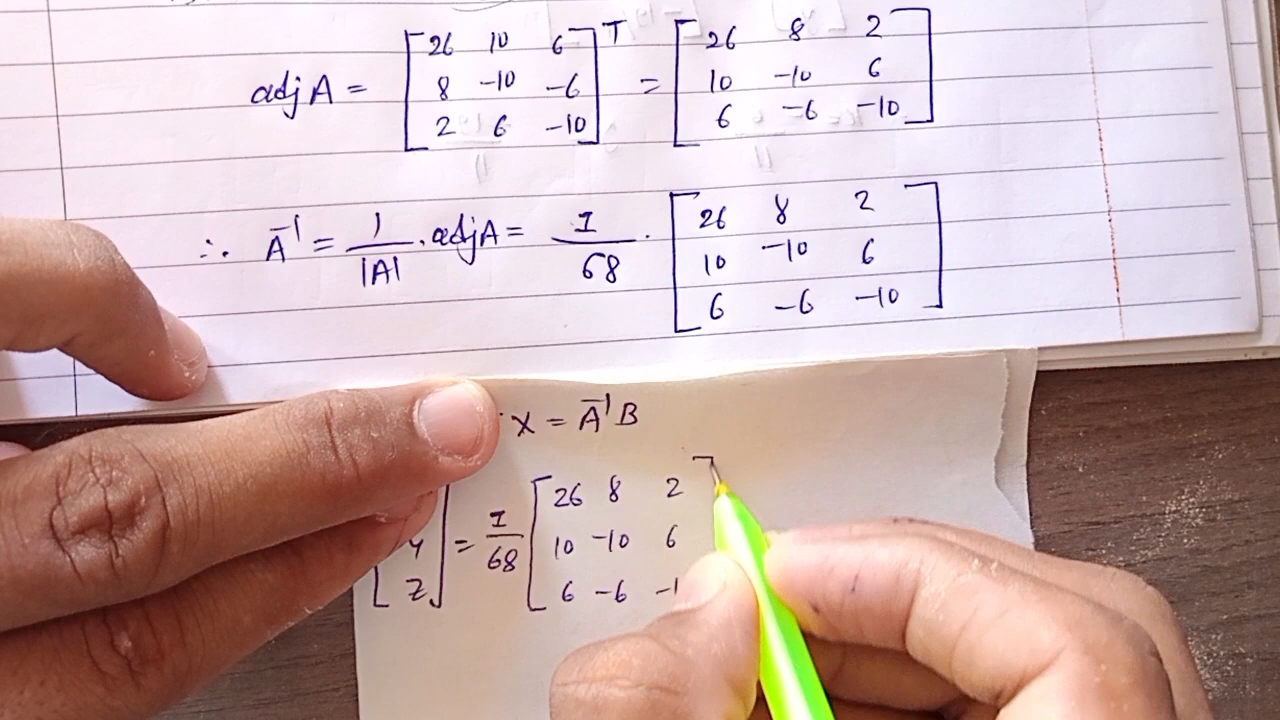 adj A = [26 10 6
8 -10 -6
2 6 -10]ᵀ = [26 8 2
10 -10 6
6 -6 -10]
∴ A⁻¹ = 1/|A| . adj A = 1/68 . [26 8 2
10 -10 6
6 -6 -10]
X = A⁻¹B
[y
z] = 1/68 [26 8 2
10 -10 6
6 -6